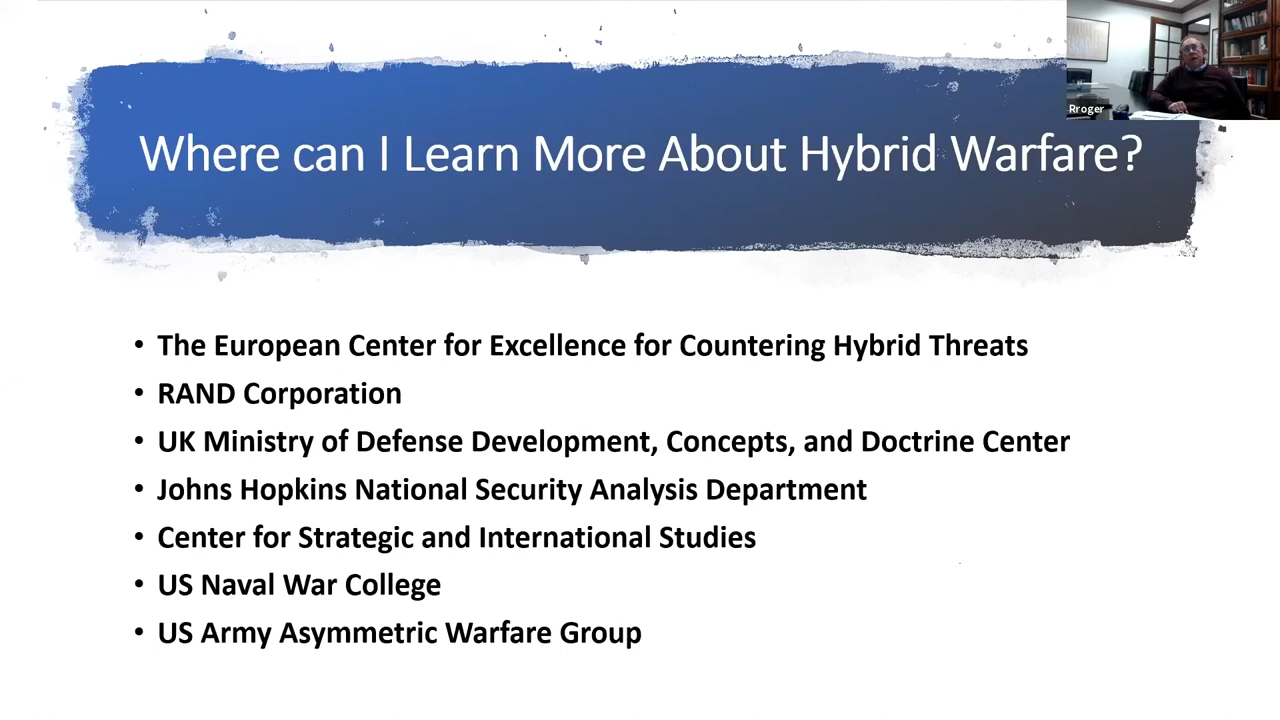 Rroger
Where can I Learn More About Hybrid Warfare?
• The European Center for Excellence for Countering Hybrid Threats
• RAND Corporation
• UK Ministry of Defense Development, Concepts, and Doctrine Center
• Johns Hopkins National Security Analysis Department
• Center for Strategic and International Studies
• US Naval War College
• US Army Asymmetric Warfare Group